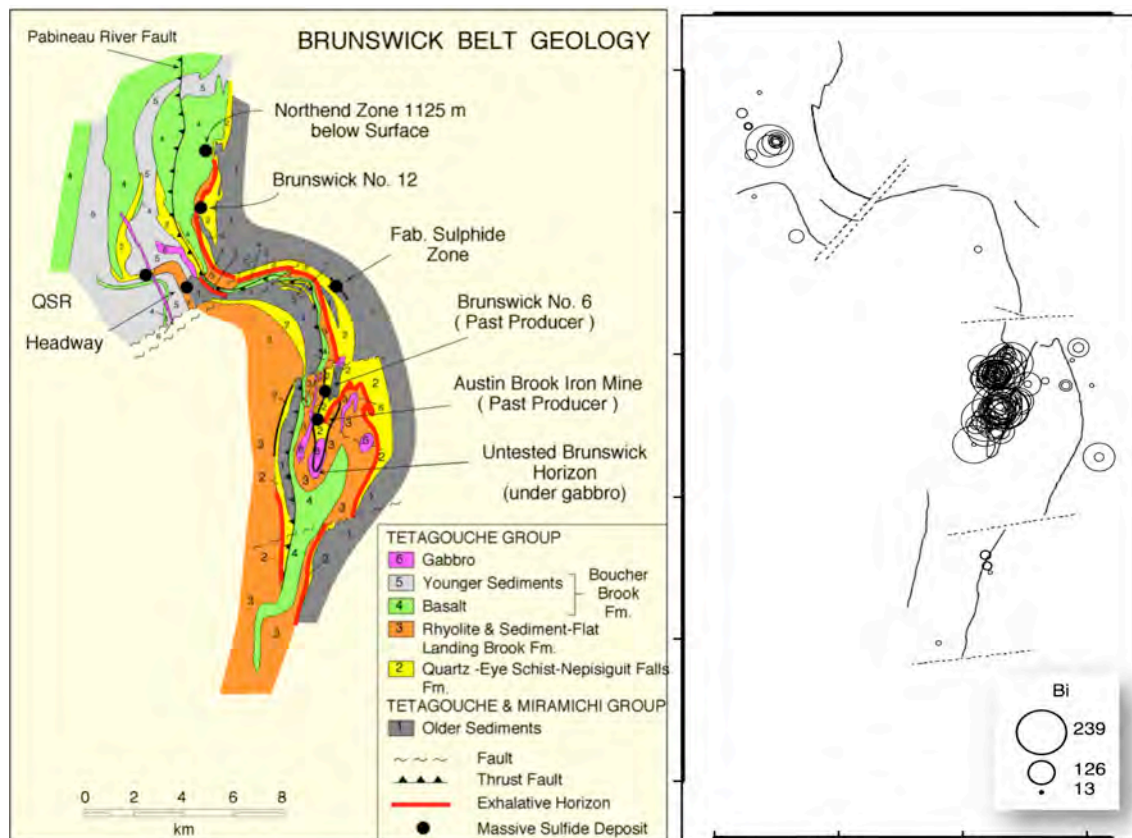 BRUNSWICK BELT GEOLOGY
Pabineau River Fault
Northend Zone 1125 m
below Surface
Brunswick No. 12
Fab. Sulphide
Zone
Brunswick No. 6
( Past Producer )
QSR
Headway
Austin Brook Iron Mine
( Past Producer )
Untested Brunswick
Horizon
(under gabbro)
TETAGOUCHE GROUP
6 Gabbro
5 Younger Sediments
4 Basalt
Boucher
Brook
Fm.
3 Rhyolite & Sediment-Flat
Landing Brook Fm.
2 Quartz -Eye Schist-Nepisiguit Falls
Fm.
TETAGOUCHE & MIRAMICHI GROUP
1 Older Sediments
Fault
Thrust Fault
Exhalative Horizon
Massive Sulfide Deposit
0 2 4 6 8
km
Bi
239
126
13